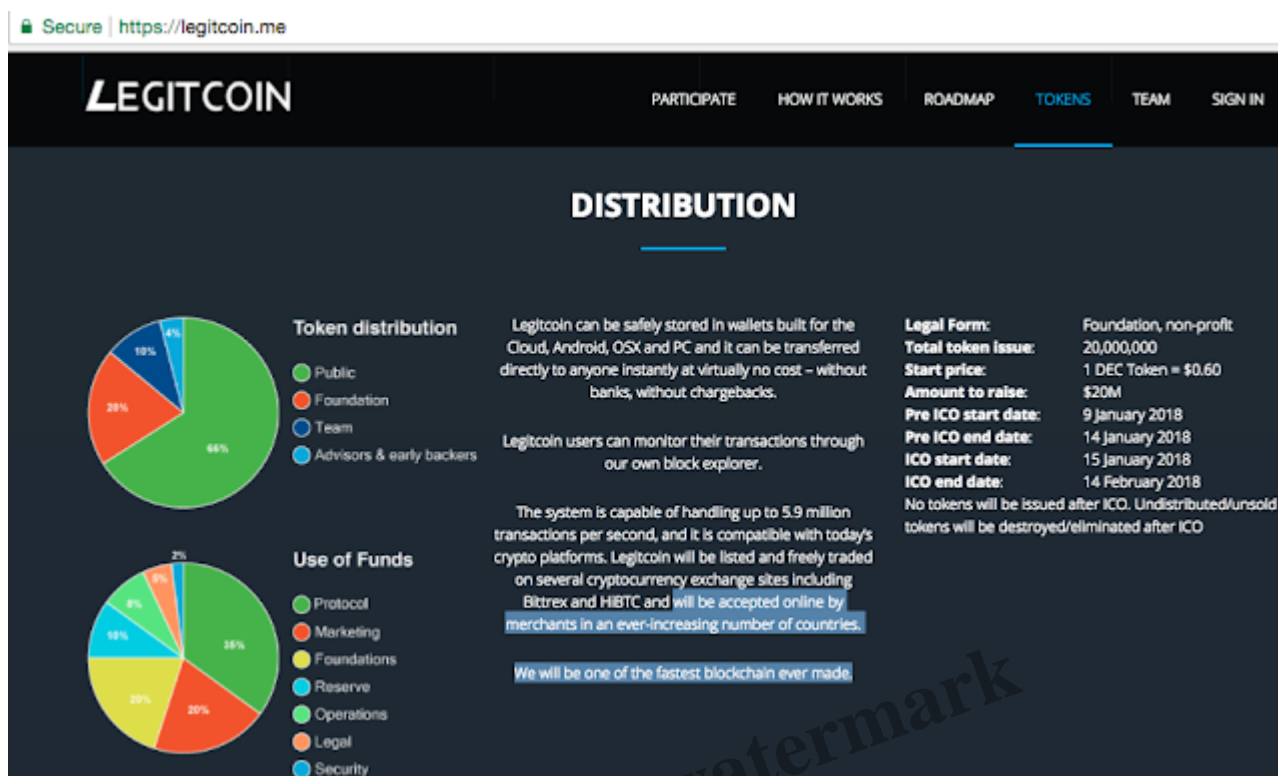 Secure | https://legitcoin.me
LEGITCOIN
PARTICIPATE HOW IT WORKS ROADMAP TOKENS TEAM SIGN IN
DISTRIBUTION
Token distribution
Public
Foundation
Team
Advisors & early backers
4%
10%
20%
66%
Use of Funds
Protocol
Marketing
Foundations
Reserve
Operations
Legal
Security
2%
5%
8%
10%
35%
20%
20%
Legitcoin can be safely stored in wallets built for the
Cloud, Android, OSX and PC and it can be transferred
directly to anyone instantly at virtually no cost – without
banks, without chargebacks.
Legitcoin users can monitor their transactions through
our own block explorer.
The system is capable of handling up to 5.9 million
transactions per second, and it is compatible with today's
crypto platforms. Legitcoin will be listed and freely traded
on several cryptocurrency exchange sites including
Bittrex and HiBTC and will be accepted online by
merchants in an ever-increasing number of countries.
We will be one of the fastest blockchain ever made.
Legal Form: Foundation, non-profit
Total token issue: 20,000,000
Start price: 1 DEC Token = $0.60
Amount to raise: $20M
Pre ICO start date: 9 January 2018
Pre ICO end date: 14 January 2018
ICO start date: 15 January 2018
ICO end date: 14 February 2018
No tokens will be issued after ICO. Undistributed/unsold
tokens will be destroyed/eliminated after ICO
watermark